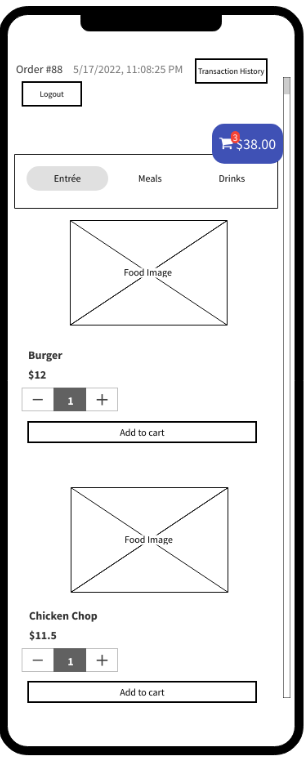 Order #88 5/17/2022, 11:08:25 PM Transaction History
Logout
3
$38.00
Entrée Meals Drinks
Food Image
Burger
$12
− 1 +
Add to cart
Food Image
Chicken Chop
$11.5
− 1 +
Add to cart